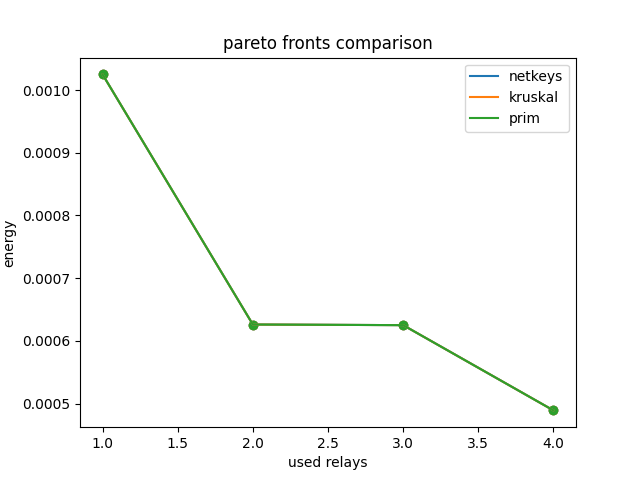 pareto fronts comparison
netkeys
kruskal
prim
0.0010
0.0009
0.0008
0.0007
0.0006
0.0005
energy
1.0 1.5 2.0 2.5 3.0 3.5 4.0
used relays